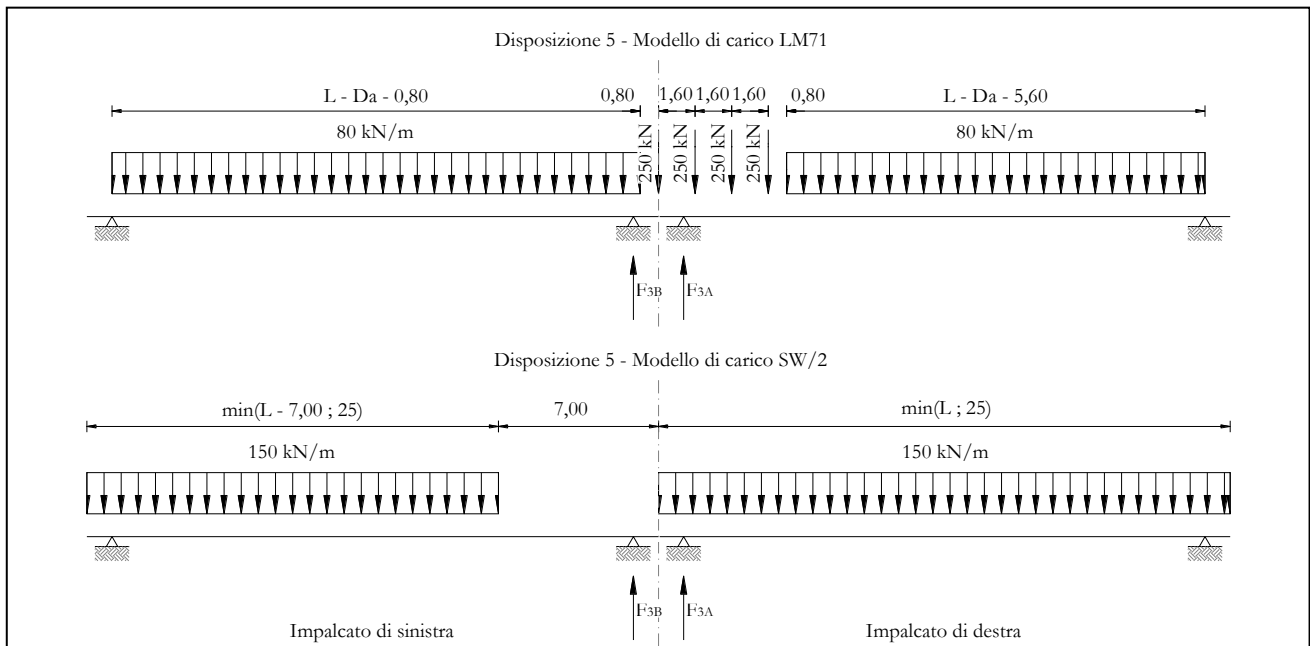 Disposizione 5 - Modello di carico LM71
L - Da - 0,80
0,80
1,60
1,60
1,60
0,80
L - Da - 5,60
80 kN/m
250 kN
250 kN
250 kN
250 kN
80 kN/m
F3B
F3A
Disposizione 5 - Modello di carico SW/2
min(L - 7,00 ; 25)
7,00
min(L ; 25)
150 kN/m
150 kN/m
F3B
F3A
Impalcato di sinistra
Impalcato di destra